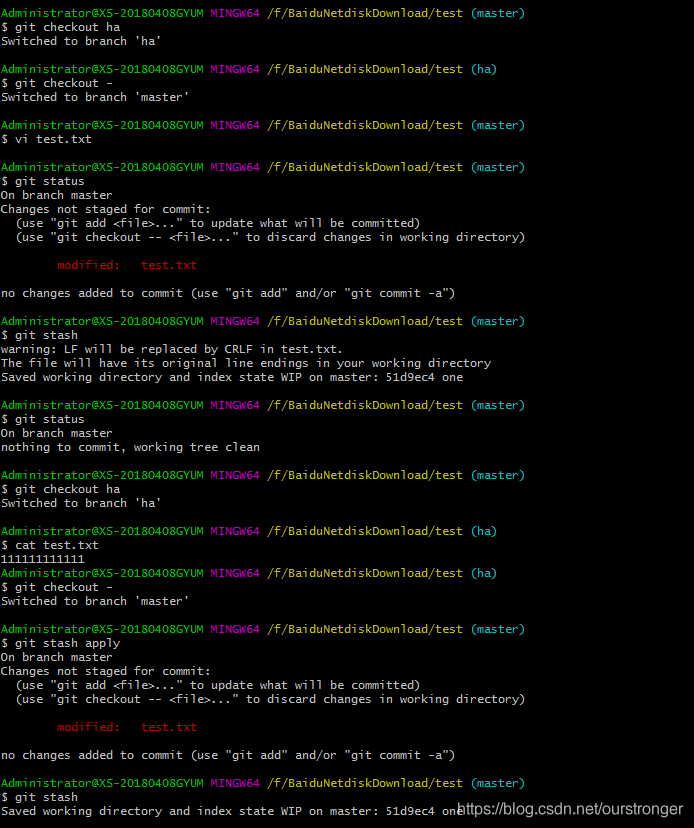 Administrator@XS-20180408GYUM MINGW64 /f/BaiduNetdiskDownload/test (master)
$ git checkout ha
Switched to branch 'ha'
Administrator@XS-20180408GYUM MINGW64 /f/BaiduNetdiskDownload/test (ha)
$ git checkout -
Switched to branch 'master'
Administrator@XS-20180408GYUM MINGW64 /f/BaiduNetdiskDownload/test (master)
$ vi test.txt
Administrator@XS-20180408GYUM MINGW64 /f/BaiduNetdiskDownload/test (master)
$ git status
On branch master
Changes not staged for commit:
  (use "git add <file>..." to update what will be committed)
  (use "git checkout -- <file>..." to discard changes in working directory)
        modified:   test.txt
no changes added to commit (use "git add" and/or "git commit -a")
Administrator@XS-20180408GYUM MINGW64 /f/BaiduNetdiskDownload/test (master)
$ git stash
warning: LF will be replaced by CRLF in test.txt.
The file will have its original line endings in your working directory
Saved working directory and index state WIP on master: 51d9ec4 one
Administrator@XS-20180408GYUM MINGW64 /f/BaiduNetdiskDownload/test (master)
$ git status
On branch master
nothing to commit, working tree clean
Administrator@XS-20180408GYUM MINGW64 /f/BaiduNetdiskDownload/test (master)
$ git checkout ha
Switched to branch 'ha'
Administrator@XS-20180408GYUM MINGW64 /f/BaiduNetdiskDownload/test (ha)
$ cat test.txt
111111111111
Administrator@XS-20180408GYUM MINGW64 /f/BaiduNetdiskDownload/test (ha)
$ git checkout -
Switched to branch 'master'
Administrator@XS-20180408GYUM MINGW64 /f/BaiduNetdiskDownload/test (master)
$ git stash apply
On branch master
Changes not staged for commit:
  (use "git add <file>..." to update what will be committed)
  (use "git checkout -- <file>..." to discard changes in working directory)
        modified:   test.txt
no changes added to commit (use "git add" and/or "git commit -a")
Administrator@XS-20180408GYUM MINGW64 /f/BaiduNetdiskDownload/test (master)
$ git stash
Saved working directory and index state WIP on master: 51d9ec4 one
https://blog.csdn.net/ourstronger